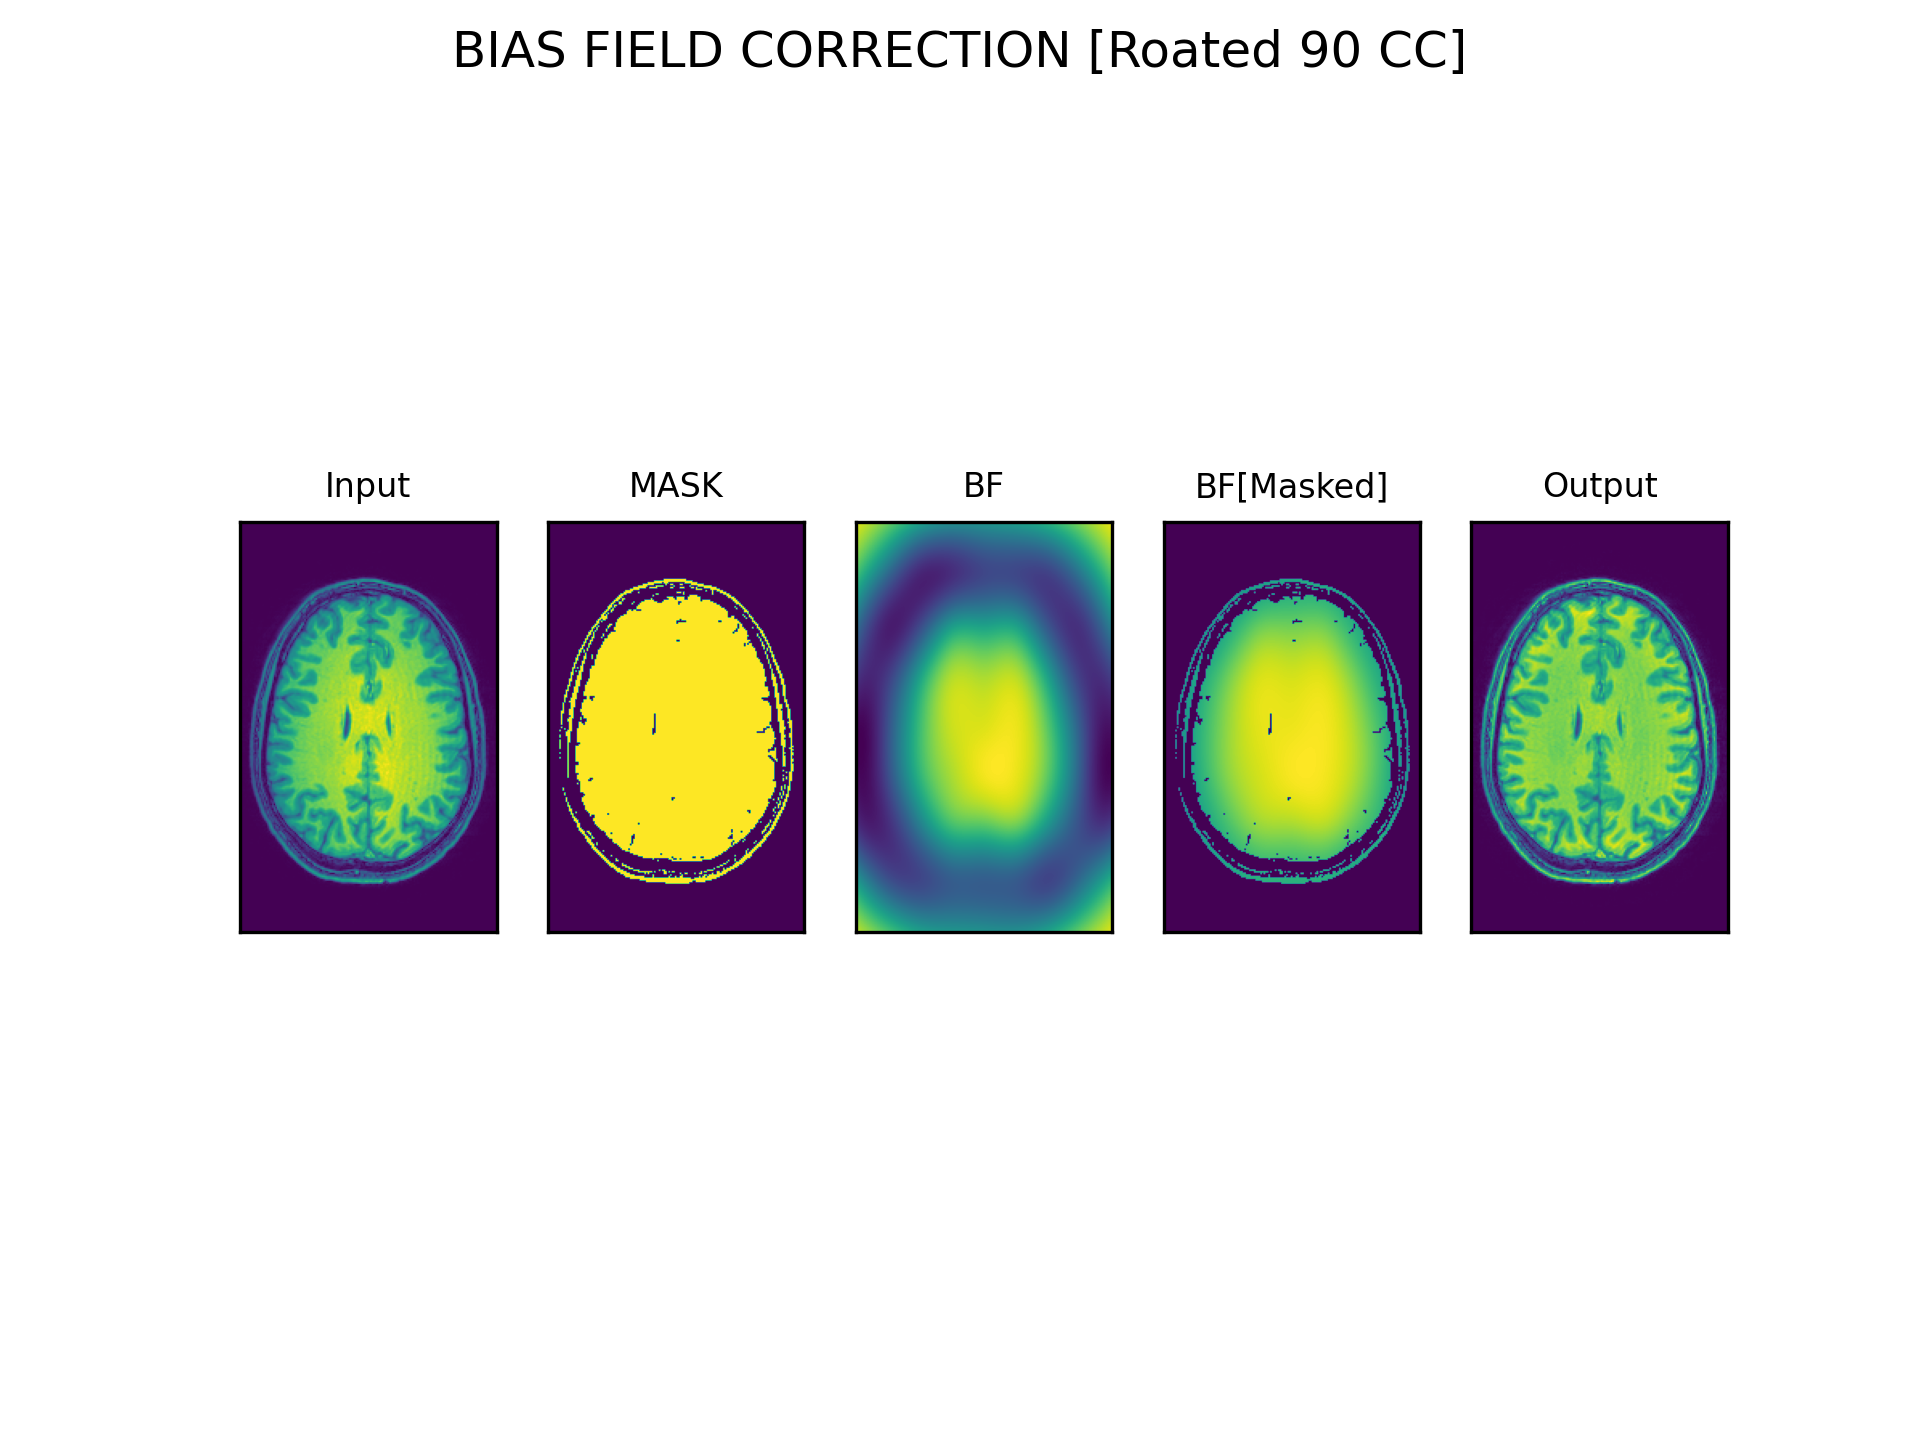 BIAS FIELD CORRECTION [Roated 90 CC]
Input
MASK
BF
BF[Masked]
Output